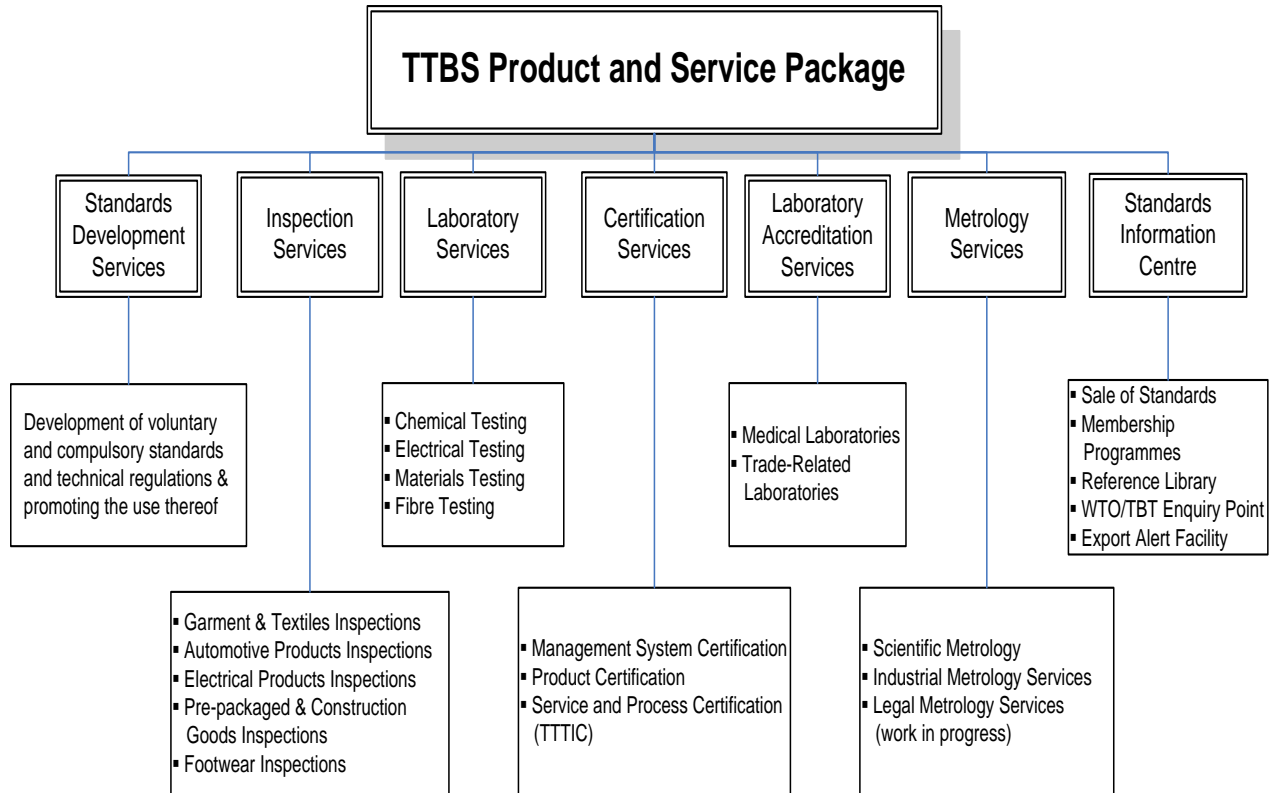 TTBS Product and Service Package
Standards
Development
Services
Inspection
Services
Laboratory
Services
Certification
Services
Laboratory
Accreditation
Services
Metrology
Services
Standards
Information
Centre
Development of voluntary
and compulsory standards
and technical regulations &
promoting the use thereof
▪ Chemical Testing
▪ Electrical Testing
▪ Materials Testing
▪ Fibre Testing
▪ Medical Laboratories
▪ Trade-Related
Laboratories
▪ Sale of Standards
▪ Membership
Programmes
▪ Reference Library
▪ WTO/TBT Enquiry Point
▪ Export Alert Facility
▪ Garment & Textiles Inspections
▪ Automotive Products Inspections
▪ Electrical Products Inspections
▪ Pre-packaged & Construction
Goods Inspections
▪ Footwear Inspections
▪ Management System Certification
▪ Product Certification
▪ Service and Process Certification
(TTTIC)
▪ Scientific Metrology
▪ Industrial Metrology Services
▪ Legal Metrology Services
(work in progress)